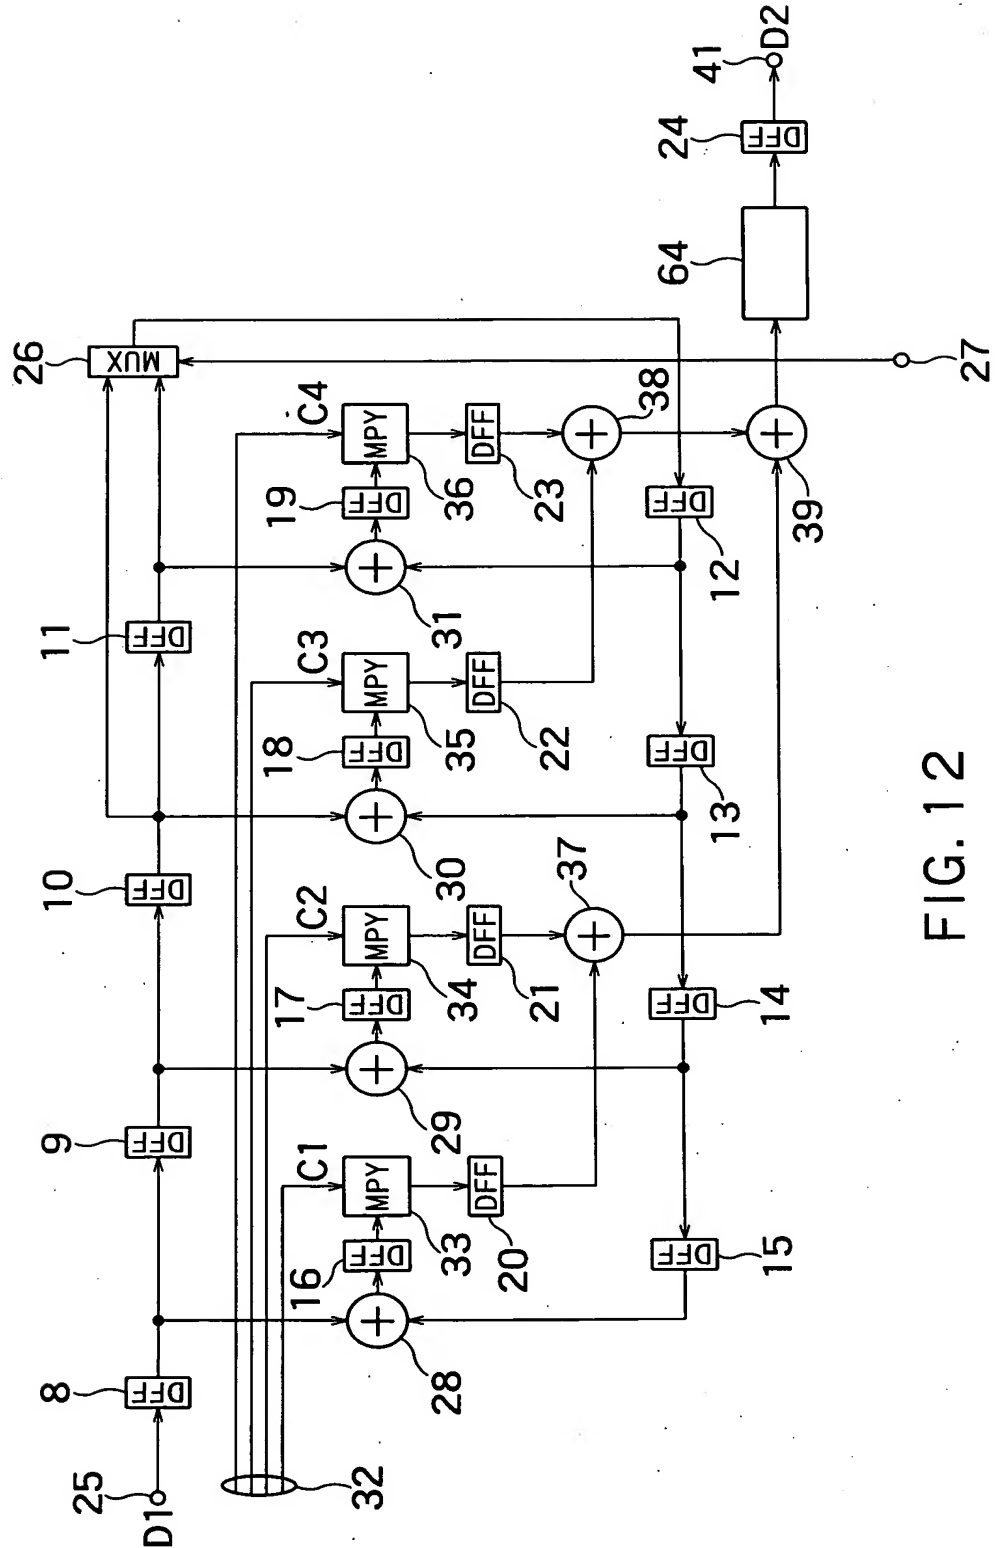 D1
25
8
DFF
9
DFF
10
DFF
11
DFF
26
MUX
32
28
16
DFF
C1
MPY
33
DFF
20
29
17
DFF
C2
MPY
34
DFF
21
37
30
18
DFF
C3
MPY
35
DFF
22
31
19
DFF
C4
MPY
36
DFF
23
38
DFF
15
DFF
14
DFF
13
DFF
12
39
27
64
24
DFF
41
D2
FIG. 12